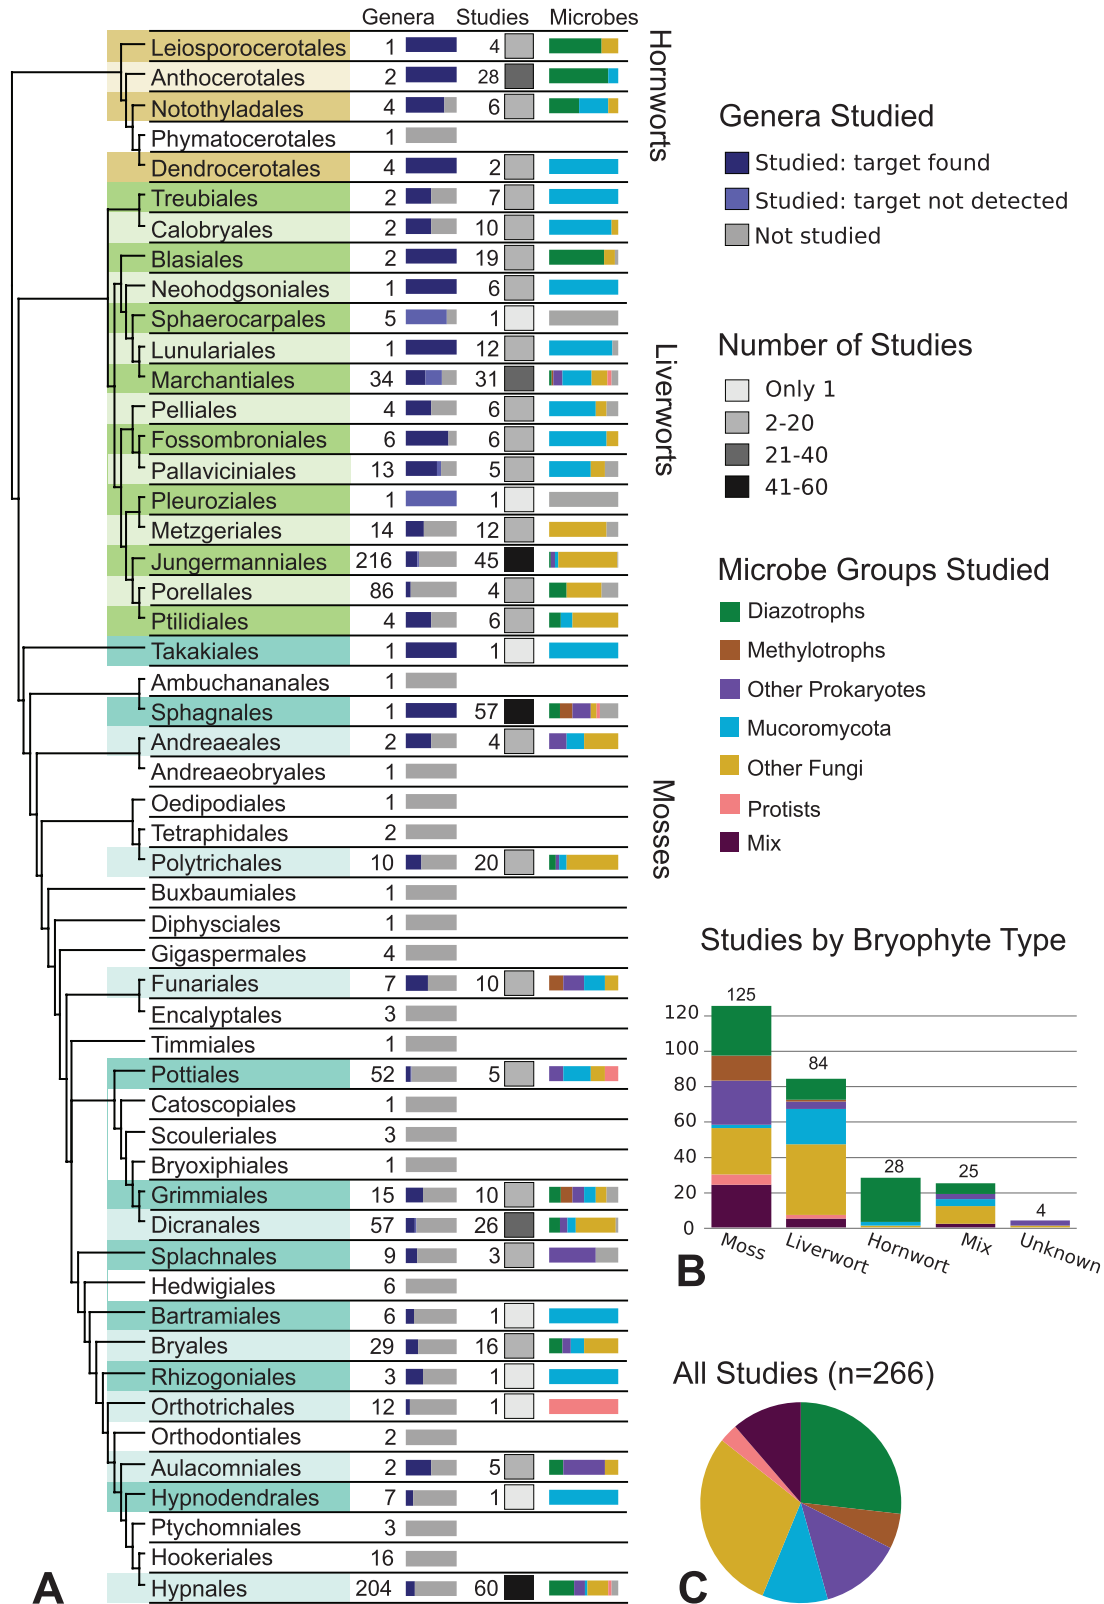 Genera Studies Microbes
Leiosporocerotales 1 4
Anthocerotales 2 28
Notothyladales 4 6
Phymatocerotales 1
Dendrocerotales 4 2
Hornworts
Treubiales 2 7
Calobryales 2 10
Blasiales 2 19
Neohodgsoniales 1 6
Sphaerocarpales 5 1
Lunulariales 1 12
Marchantiales 34 31
Pelliales 4 6
Fossombroniales 6 6
Pallaviciniales 13 5
Pleuroziales 1 1
Metzgeriales 14 12
Jungermanniales 216 45
Porellales 86 4
Ptilidiales 4 6
Liverworts
Takakiales 1 1
Ambuchananales 1
Sphagnales 1 57
Andreaeales 2 4
Andreaeobryales 1
Oedipodiales 1
Tetraphidales 2
Polytrichales 10 20
Buxbaumiales 1
Diphysciales 1
Gigaspermales 4
Funariales 7 10
Encalyptales 3
Timmiales 1
Pottiales 52 5
Catoscopiales 1
Scouleriales 3
Bryoxiphiales 1
Grimmiales 15 10
Dicranales 57 26
Splachnales 9 3
Hedwigiales 6
Bartramiales 6 1
Bryales 29 16
Rhizogoniales 3 1
Orthotrichales 12 1
Orthodontiales 2
Aulacomniales 2 5
Hypnodendrales 7 1
Ptychomniales 3
Hookeriales 16
Hypnales 204 60
Mosses
A
Genera Studied
Studied: target found
Studied: target not detected
Not studied
Number of Studies
Only 1
2-20
21-40
41-60
Microbe Groups Studied
Diazotrophs
Methylotrophs
Other Prokaryotes
Mucoromycota
Other Fungi
Protists
Mix
Studies by Bryophyte Type
120
100
80
60
40
20
0
125
84
28
25
4
Moss
Liverwort
Hornwort
Mix
Unknown
B
All Studies (n=266)
C